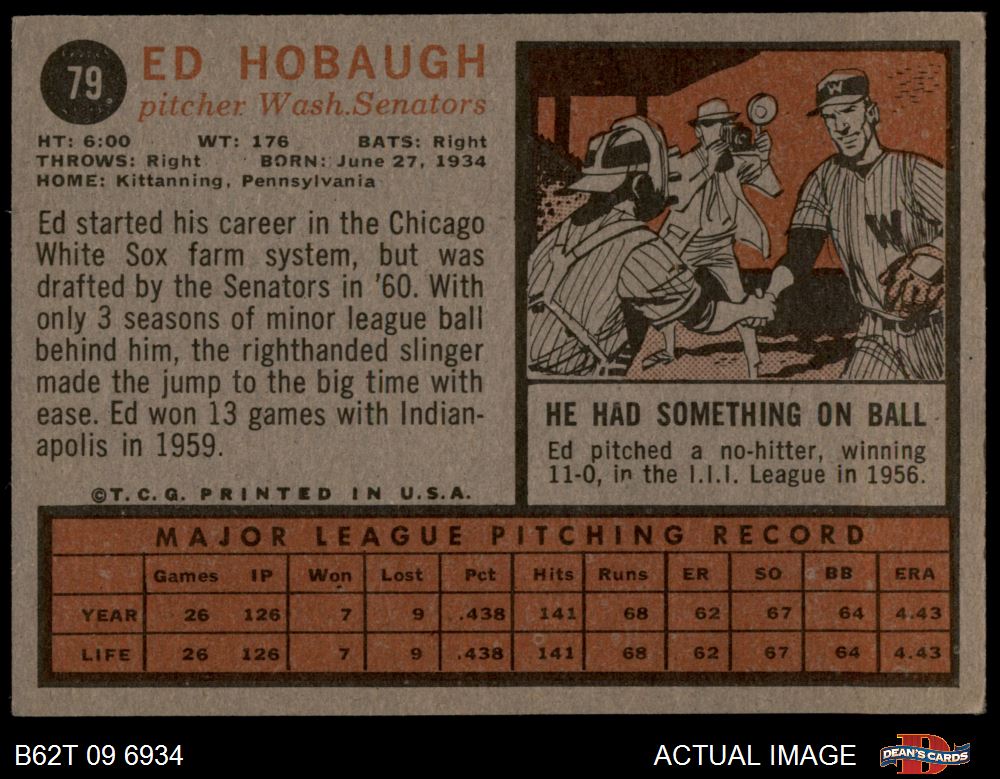 79
ED HOBAUGH
pitcher Wash. Senators
HT: 6:00 WT: 176 BATS: Right
THROWS: Right BORN: June 27, 1934
HOME: Kittanning, Pennsylvania
Ed started his career in the Chicago
White Sox farm system, but was
drafted by the Senators in '60. With
only 3 seasons of minor league ball
behind him, the righthanded slinger
made the jump to the big time with
ease. Ed won 13 games with Indian-
apolis in 1959.
©T.C.G. PRINTED IN U.S.A.
W
W
HE HAD SOMETHING ON BALL
Ed pitched a no-hitter, winning
11-0, in the I.I.I. League in 1956.
MAJOR LEAGUE PITCHING RECORD
Games IP Won Lost Pct Hits Runs ER SO BB ERA
YEAR 26 126 7 9 .438 141 68 62 67 64 4.43
LIFE 26 126 7 9 .438 141 68 62 67 64 4.43
B62T 09 6934 ACTUAL IMAGE
D
DEAN'S CARDS